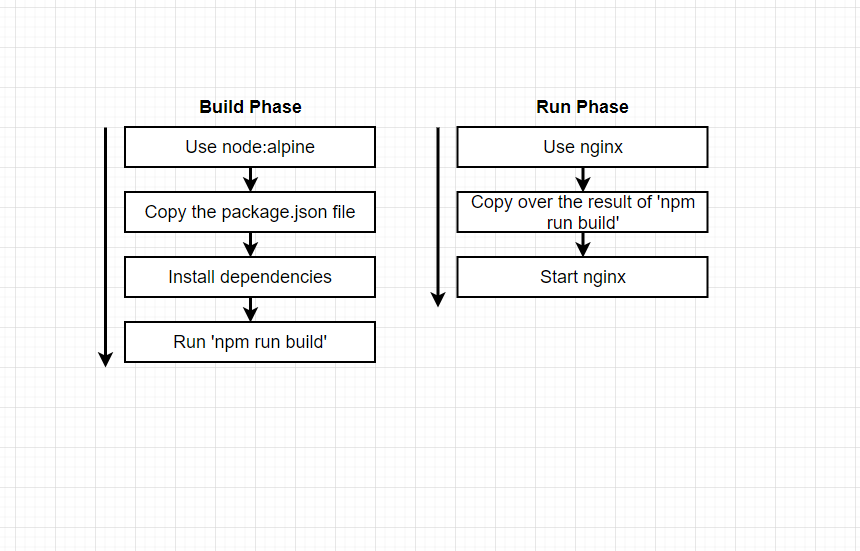 Build Phase
Use node:alpine
Copy the package.json file
Install dependencies
Run 'npm run build'
Run Phase
Use nginx
Copy over the result of 'npm
run build'
Start nginx